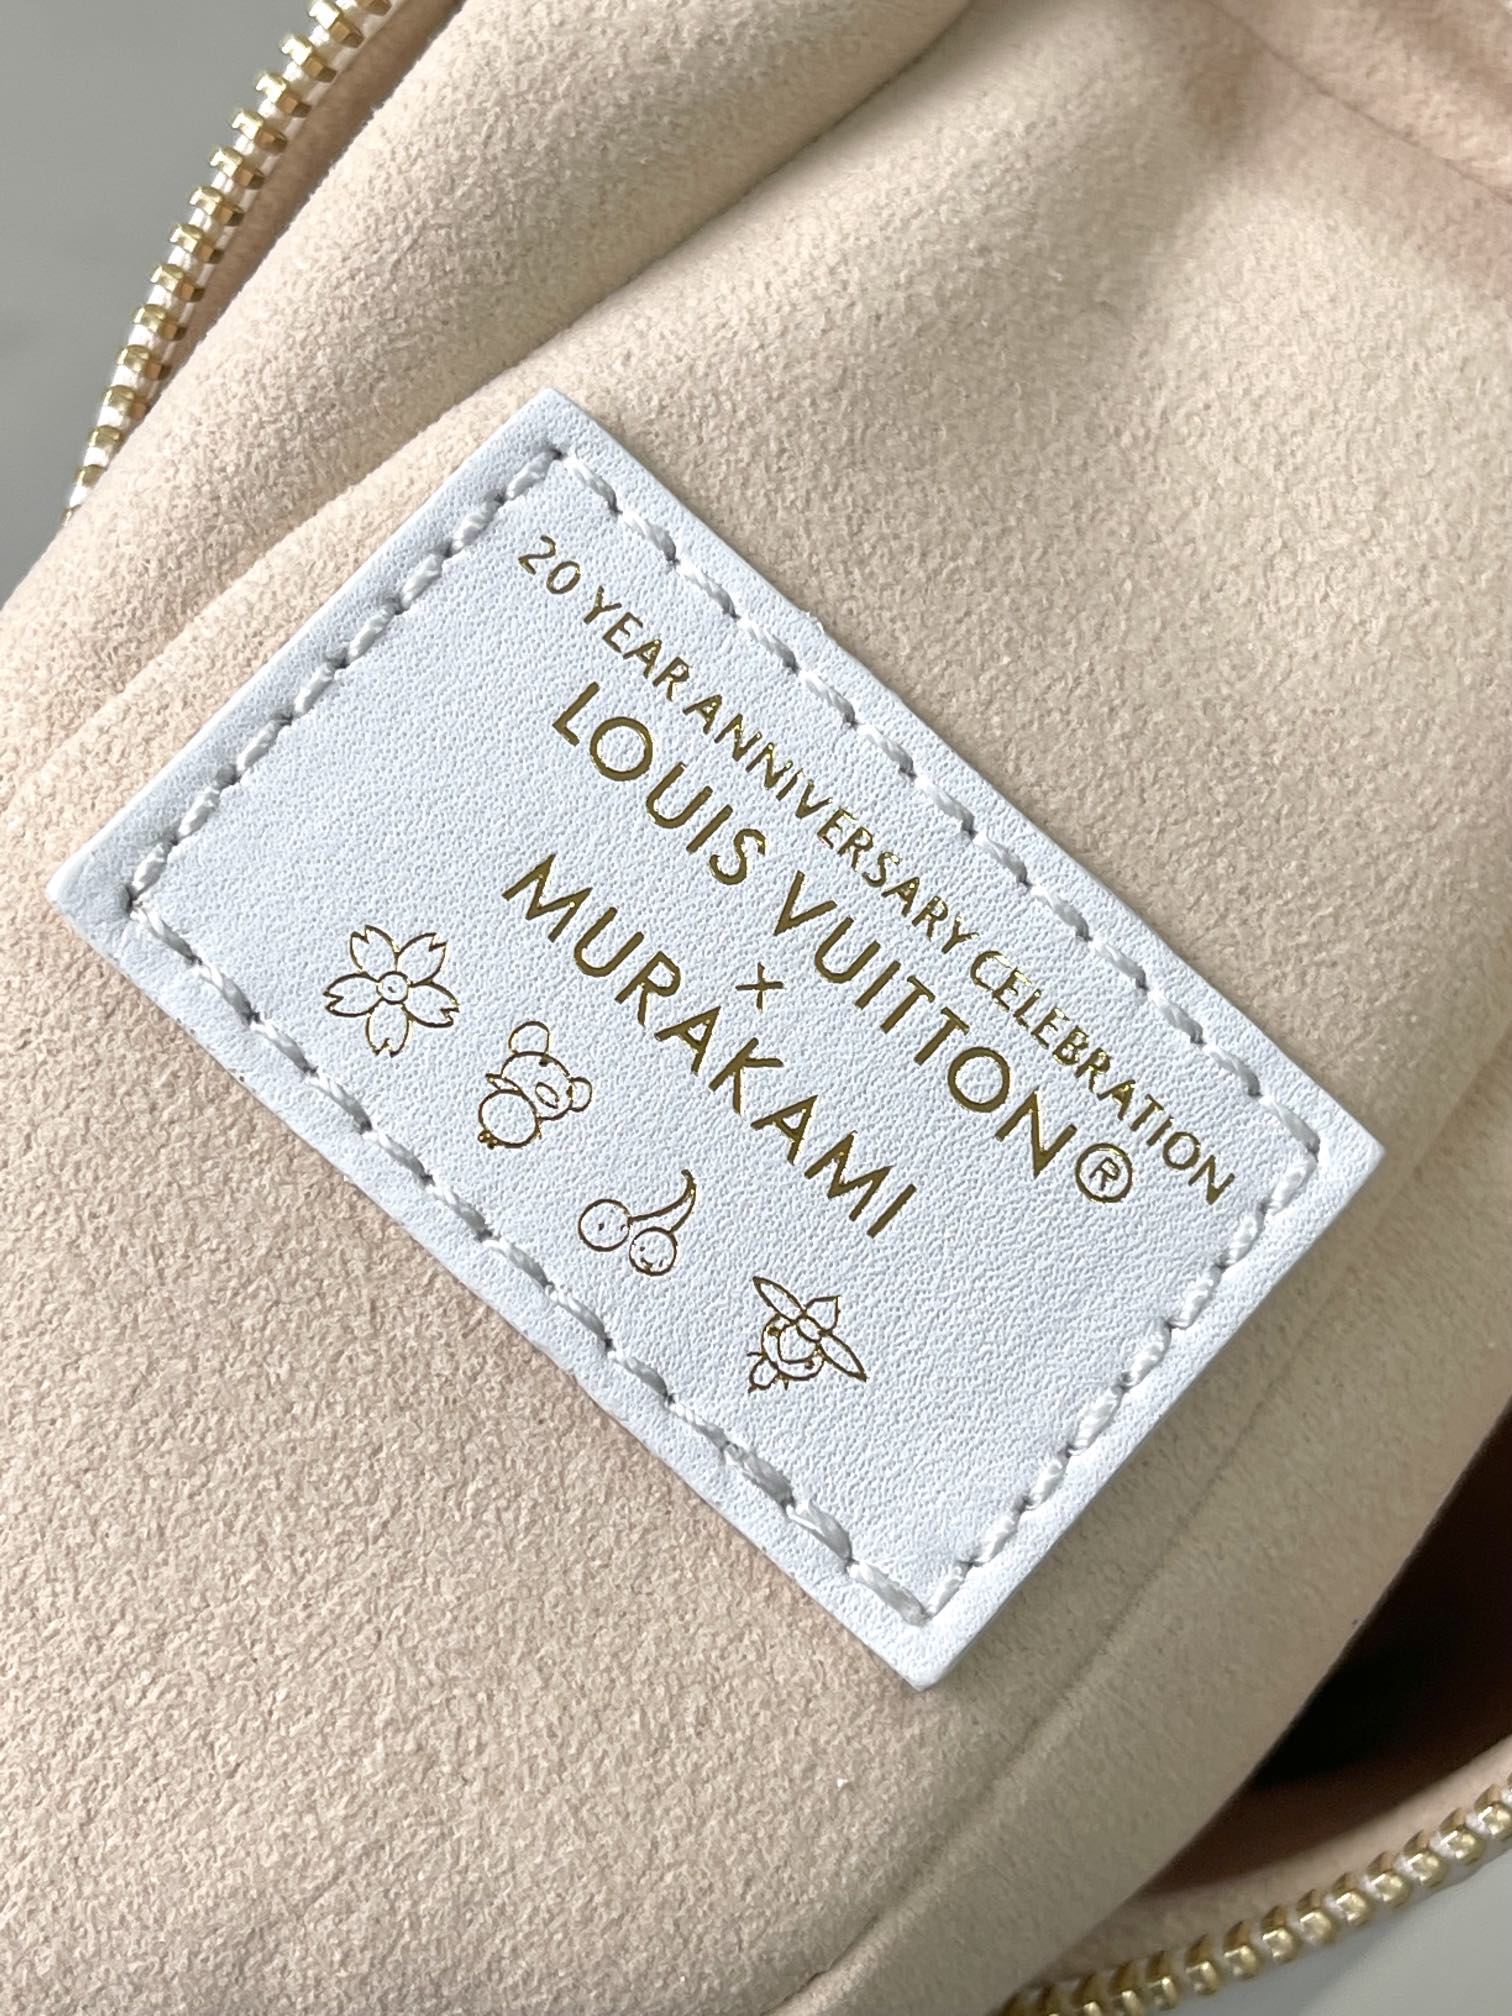 20 YEAR ANNIVERSARY CELEBRATION
LOUIS VUITTON®
×
MURAKAMI